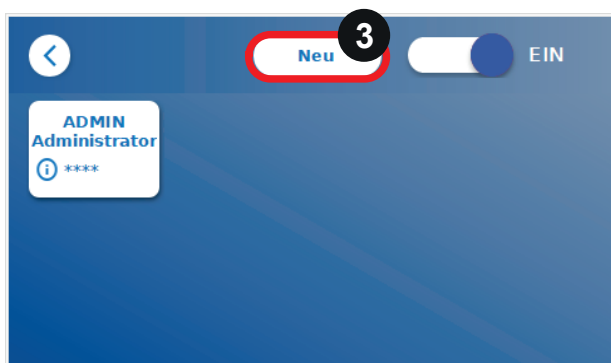 3
Neu
EIN
ADMIN
Administrator
i ****